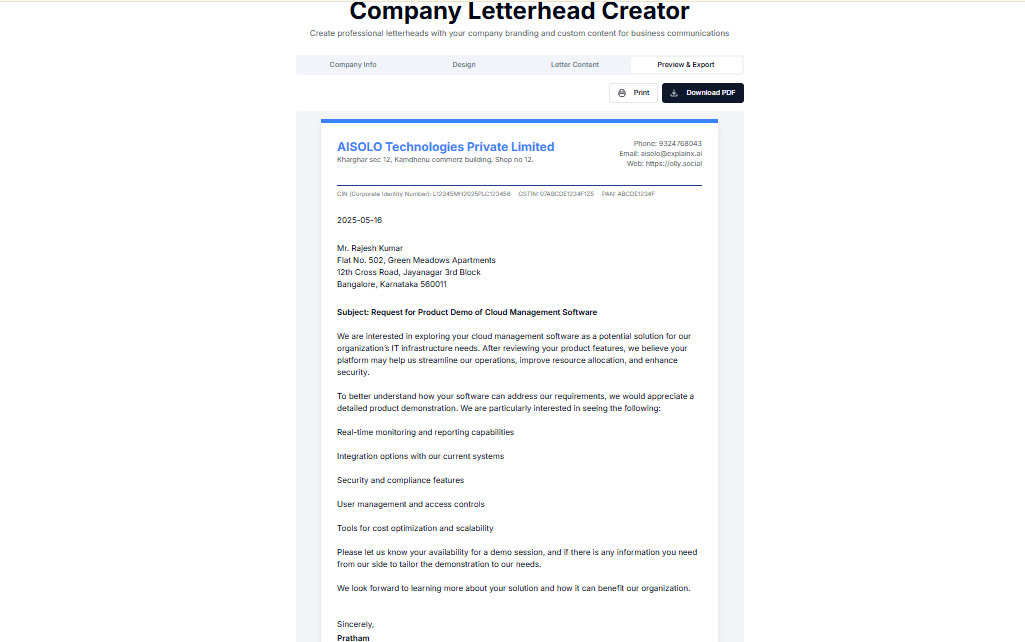 Company Letterhead Creator
Create professional letterheads with your company branding and custom content for business communications
Company Info
Design
Letter Content
Preview & Export
Print
Download PDF
AISOLO Technologies Private Limited
Kharghar sec 12, Kamdhenu commerz building, Shop no 12.
Phone: 9324768043
Email: aisolo@explainx.ai
Web: https://olly.social
CIN (Corporate Identity Number): L12345MH2025PLC123456 GSTIN: 07ABCDE1234F1Z5 PAN: ABCDE1234F
2025-05-16
Mr. Rajesh Kumar
Flat No. 502, Green Meadows Apartments
12th Cross Road, Jayanagar 3rd Block
Bangalore, Karnataka 560011
Subject: Request for Product Demo of Cloud Management Software
We are interested in exploring your cloud management software as a potential solution for our
organization's IT infrastructure needs. After reviewing your product features, we believe your
platform may help us streamline our operations, improve resource allocation, and enhance
security.
To better understand how your software can address our requirements, we would appreciate a
detailed product demonstration. We are particularly interested in seeing the following:
Real-time monitoring and reporting capabilities
Integration options with our current systems
Security and compliance features
User management and access controls
Tools for cost optimization and scalability
Please let us know your availability for a demo session, and if there is any information you need
from our side to tailor the demonstration to our needs.
We look forward to learning more about your solution and how it can benefit our organization.
Sincerely,
Pratham